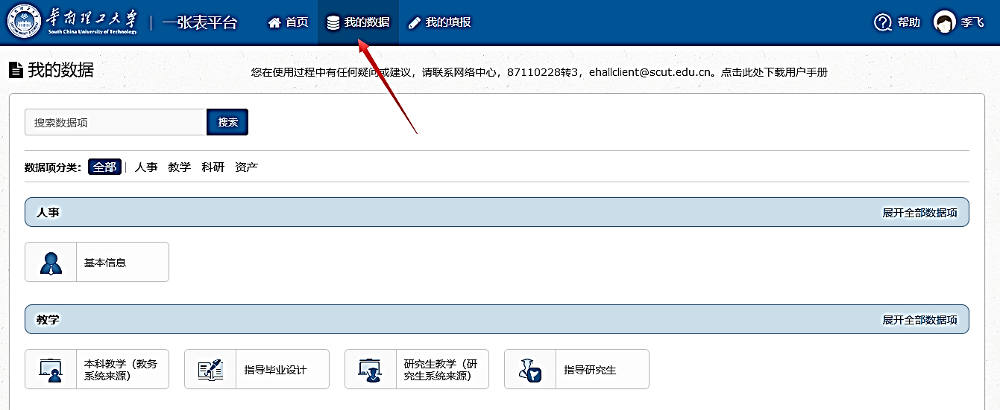 华南理工大学
South China University of Technology
一张表平台
首页
我的数据
我的填报
帮助
季飞
我的数据
您在使用过程中有任何疑问或建议，请联系网络中心，87110228转3，ehallclient@scut.edu.cn。点击此处下载用户手册
搜索数据项
搜索
数据项分类：
全部
人事
教学
科研
资产
人事
展开全部数据项
基本信息
教学
展开全部数据项
本科教学（教务
系统来源）
指导毕业设计
研究生教学（研
究生系统来源）
指导研究生